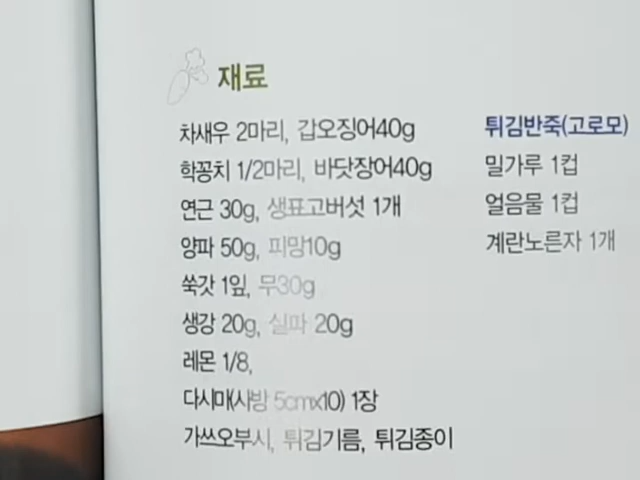 재료
차새우 2마리, 갑오징어40g
학꽁치 1/2마리, 바닷장어40g
연근 30g, 생표고버섯 1개
양파 50g, 피망10g
쑥갓 1잎, 무30g
생강 20g, 실파 20g
레몬 1/8,
다시마(사방 5cmx10) 1장
가쓰오부시, 튀김기름, 튀김종이
튀김반죽(고로모)
밀가루 1컵
얼음물 1컵
계란노른자 1개